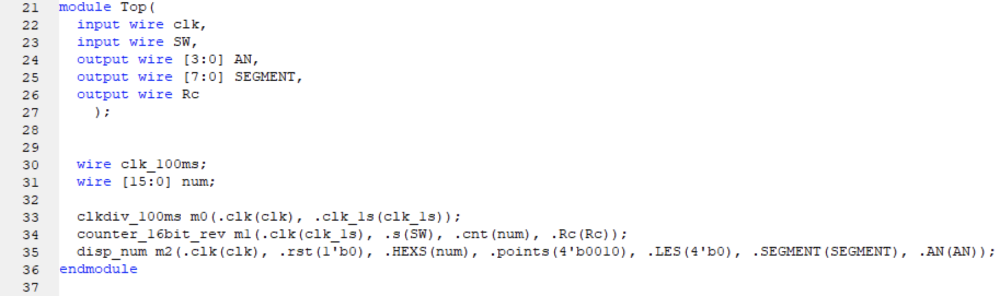 21 module Top(
22   input wire clk,
23   input wire SW,
24   output wire [3:0] AN,
25   output wire [7:0] SEGMENT,
26   output wire Rc
27     );
28
29
30   wire clk_100ms;
31   wire [15:0] num;
32
33   clkdiv_100ms m0(.clk(clk), .clk_1s(clk_1s));
34   counter_16bit_rev m1(.clk(clk_1s), .s(SW), .cnt(num), .Rc(Rc));
35   disp_num m2(.clk(clk), .rst(1'b0), .HEXS(num), .points(4'b0010), .LES(4'b0), .SEGMENT(SEGMENT), .AN(AN));
36 endmodule
37